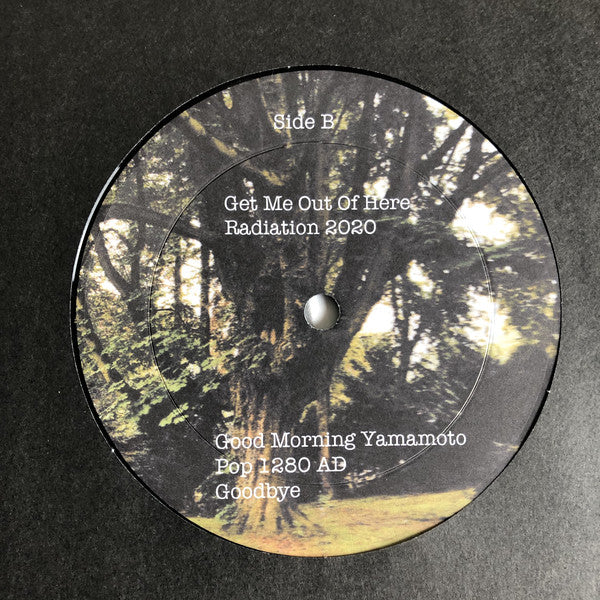 Side B
Get Me Out Of Here
Radiation 2020
Good Morning Yamamoto
Pop 1280 AD
Goodbye